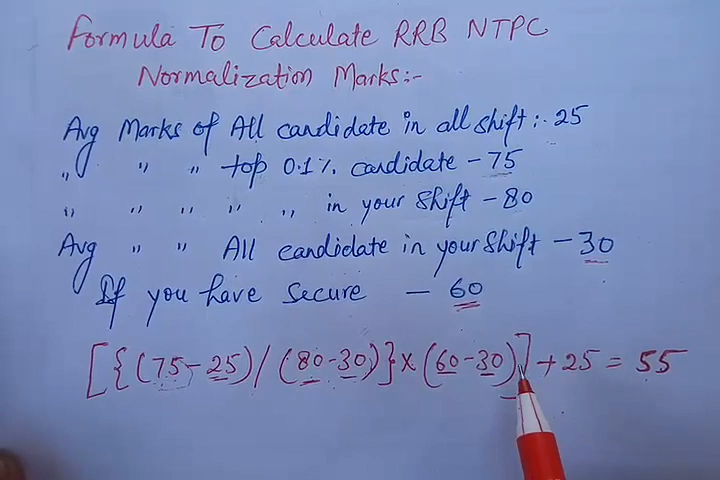 Formula To Calculate RRB NTPC
Normalization Marks:-
Avg Marks of All candidate in all shift:- 25
" " " top 0.1% candidate - 75
" " " " " in your shift - 80
Avg " " All candidate in your shift - 30
If you have secure - 60
[{(75-25)/(80-30)}×(60-30)]+25=55